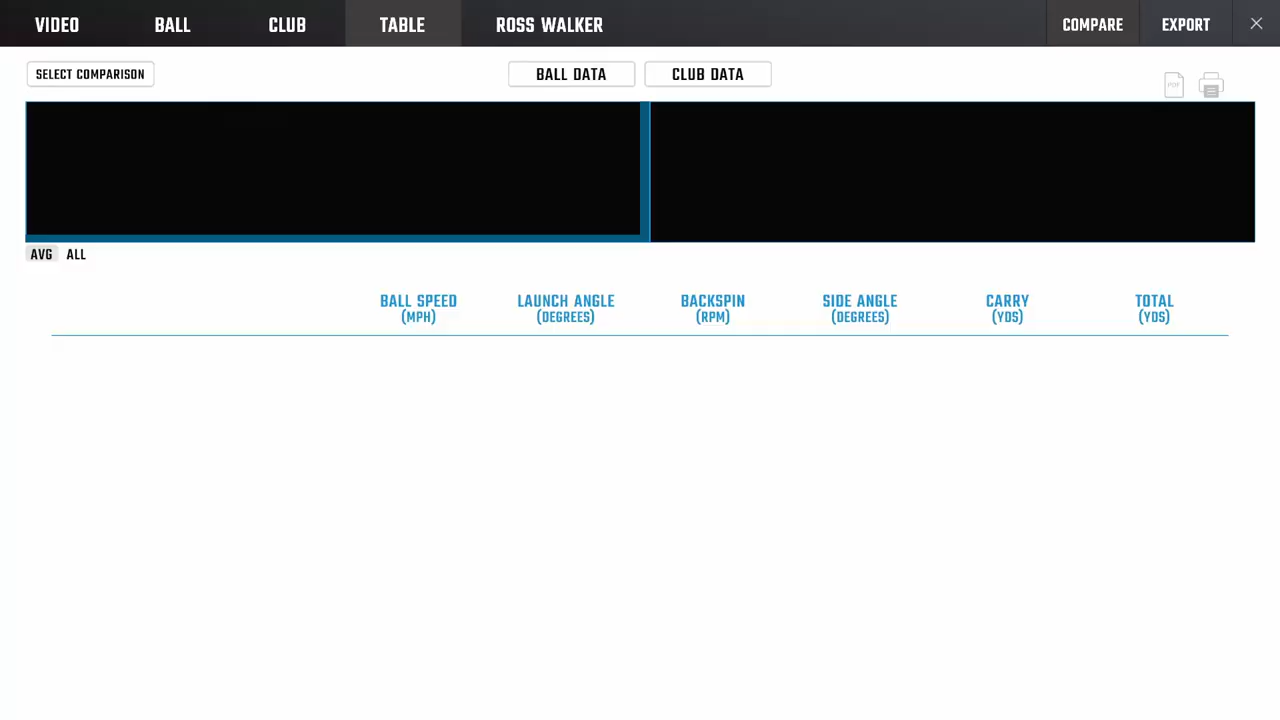 VIDEO BALL CLUB TABLE ROSS WALKER COMPARE EXPORT
SELECT COMPARISON BALL DATA CLUB DATA
PDF
AVG ALL
BALL SPEED LAUNCH ANGLE BACKSPIN SIDE ANGLE CARRY TOTAL
(MPH) (DEGREES) (RPM) (DEGREES) (YDS) (YDS)